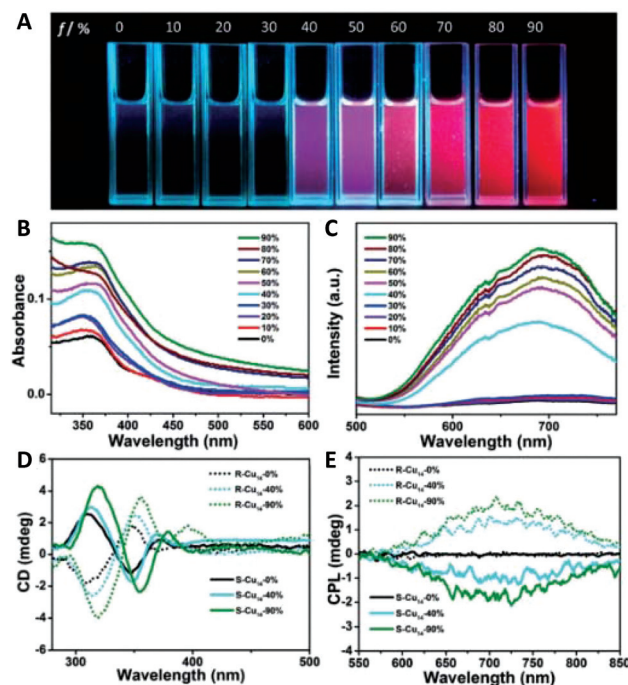 A
f / % 0 10 20 30 40 50 60 70 80 90
B
Absorbance
0.1
0.0
90%
80%
70%
60%
50%
40%
30%
20%
10%
0%
350 400 450 500 550 600
Wavelength (nm)
C
Intensity (a.u.)
90%
80%
70%
60%
50%
40%
30%
20%
10%
0%
500 600 700
Wavelength (nm)
D
CD (mdeg)
6
4
2
0
-2
-4
-6
R-Cu₁₄-0%
R-Cu₁₄-40%
R-Cu₁₄-90%
S-Cu₁₄-0%
S-Cu₁₄-40%
S-Cu₁₄-90%
300 400 500
Wavelength (nm)
E
CPL (mdeg)
4
3
2
1
0
-1
-2
-3
-4
R-Cu₁₄-0%
R-Cu₁₄-40%
R-Cu₁₄-90%
S-Cu₁₄-0%
S-Cu₁₄-40%
S-Cu₁₄-90%
550 600 650 700 750 800 850
Wavelength (nm)